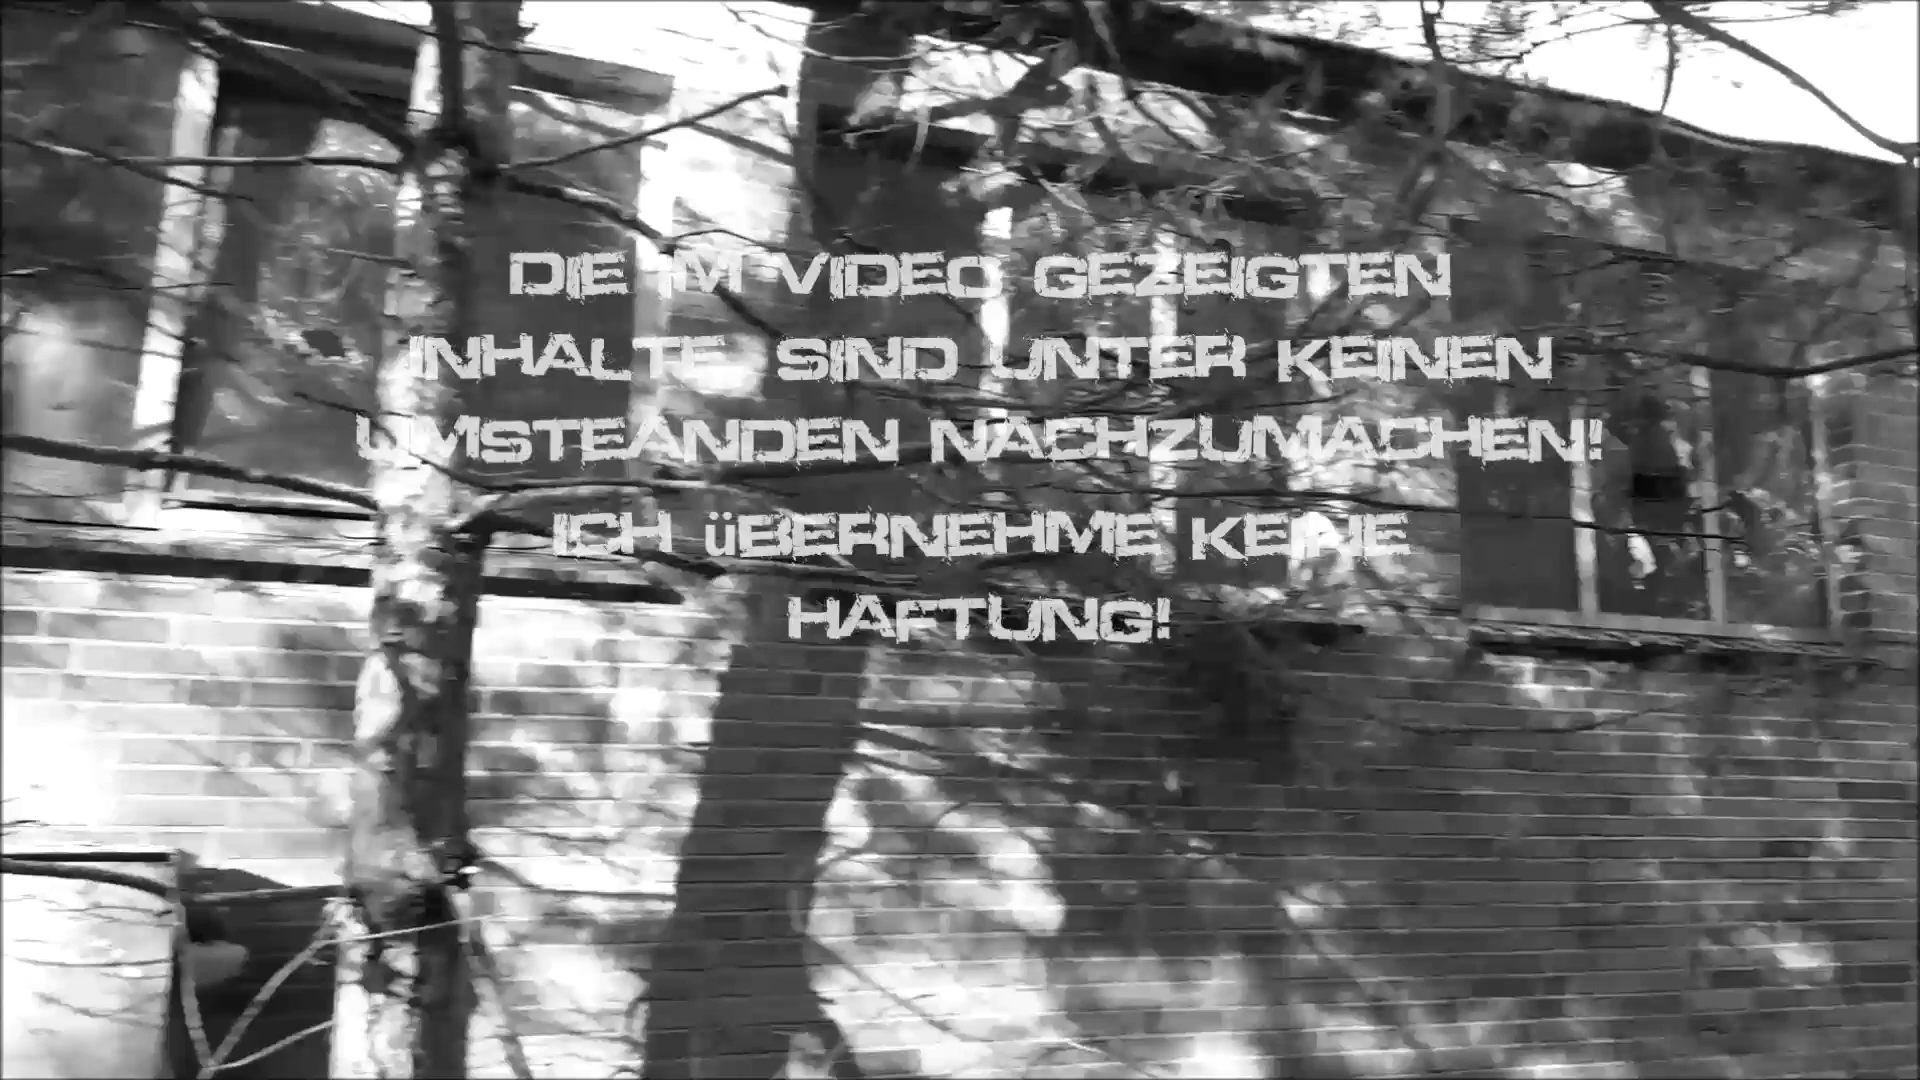 DIE IM VIDEO GEZEIGTEN
INHALTE SIND UNTER KEINEN
UMSTEANDEN NACHZUMACHEN!
ICH üBERNEHME KEINE
HAFTUNG!